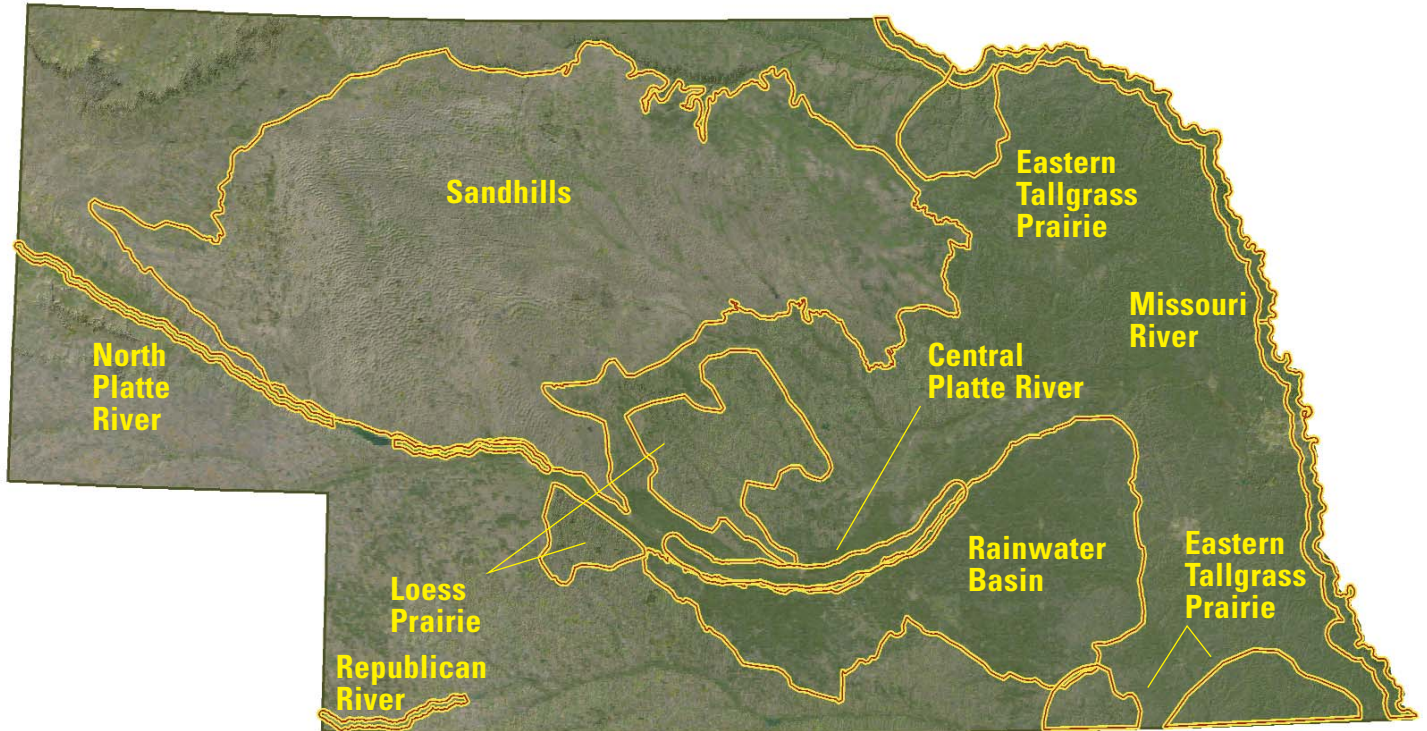 Sandhills
Eastern
Tallgrass
Prairie
Missouri
River
North
Platte
River
Central
Platte River
Rainwater
Basin
Eastern
Tallgrass
Prairie
Loess
Prairie
Republican
River